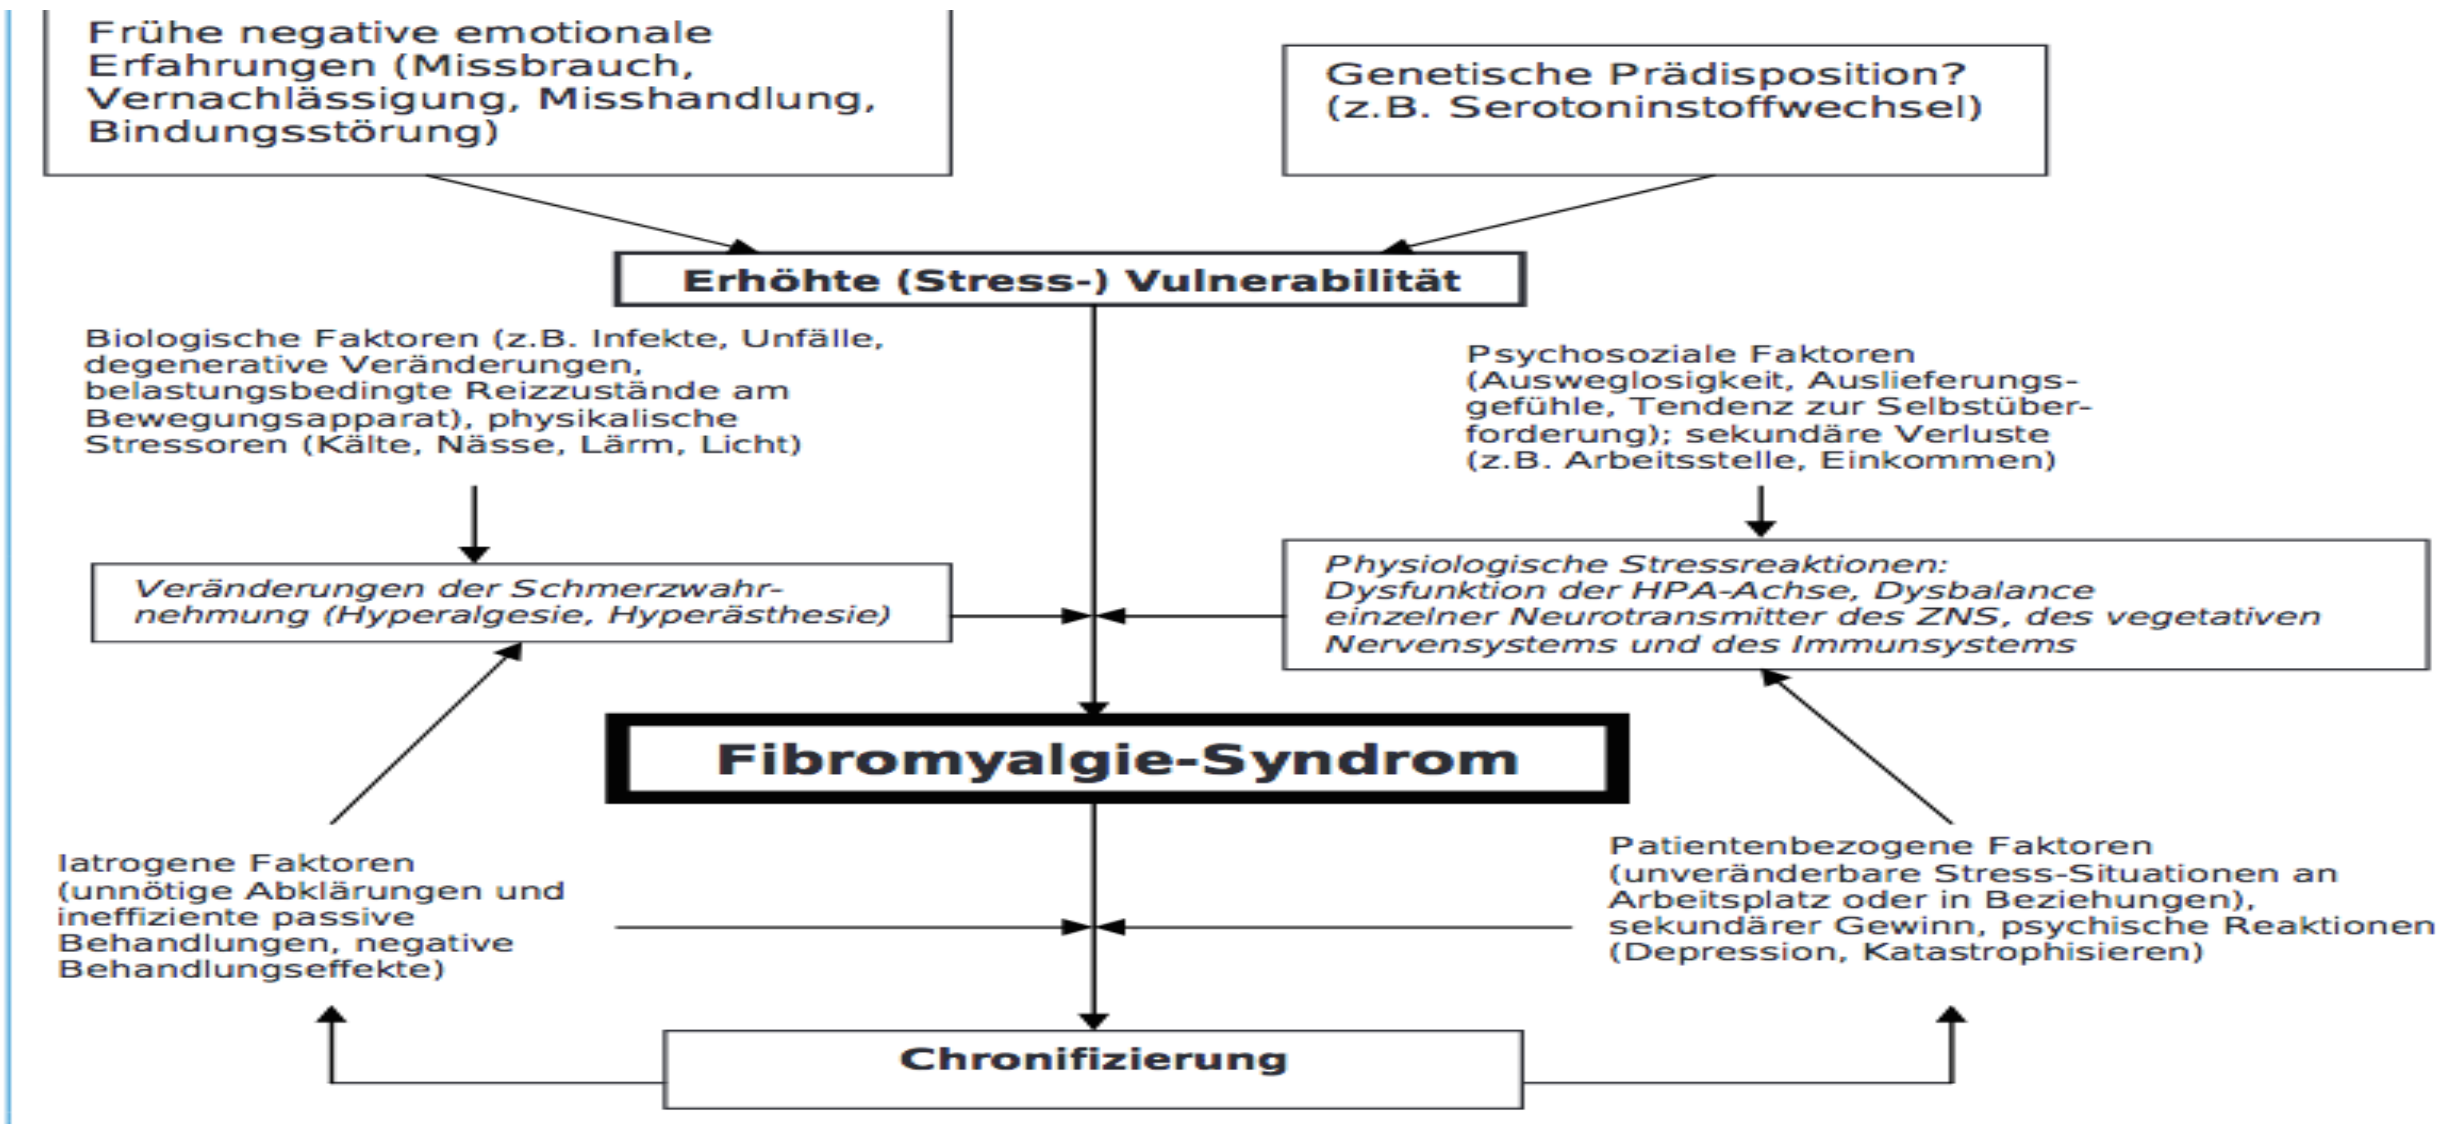 Frühe negative emotionale
Erfahrungen (Missbrauch,
Vernachlässigung, Misshandlung,
Bindungsstörung)
Genetische Prädisposition?
(z.B. Serotoninstoffwechsel)
Erhöhte (Stress-) Vulnerabilität
Biologische Faktoren (z.B. Infekte, Unfälle,
degenerative Veränderungen,
belastungsbedingte Reizzustände am
Bewegungsapparat), physikalische
Stressoren (Kälte, Nässe, Lärm, Licht)
Psychosoziale Faktoren
(Ausweglosigkeit, Auslieferungs-
gefühle, Tendenz zur Selbstüber-
forderung); sekundäre Verluste
(z.B. Arbeitsstelle, Einkommen)
Veränderungen der Schmerzwahr-
nehmung (Hyperalgesie, Hyperästhesie)
Physiologische Stressreaktionen:
Dysfunktion der HPA-Achse, Dysbalance
einzelner Neurotransmitter des ZNS, des vegetativen
Nervensystems und des Immunsystems
Fibromyalgie-Syndrom
Iatrogene Faktoren
(unnötige Abklärungen und
ineffiziente passive
Behandlungen, negative
Behandlungseffekte)
Patientenbezogene Faktoren
(unveränderbare Stress-Situationen an
Arbeitsplatz oder in Beziehungen),
sekundärer Gewinn, psychische Reaktionen
(Depression, Katastrophisieren)
Chronifizierung